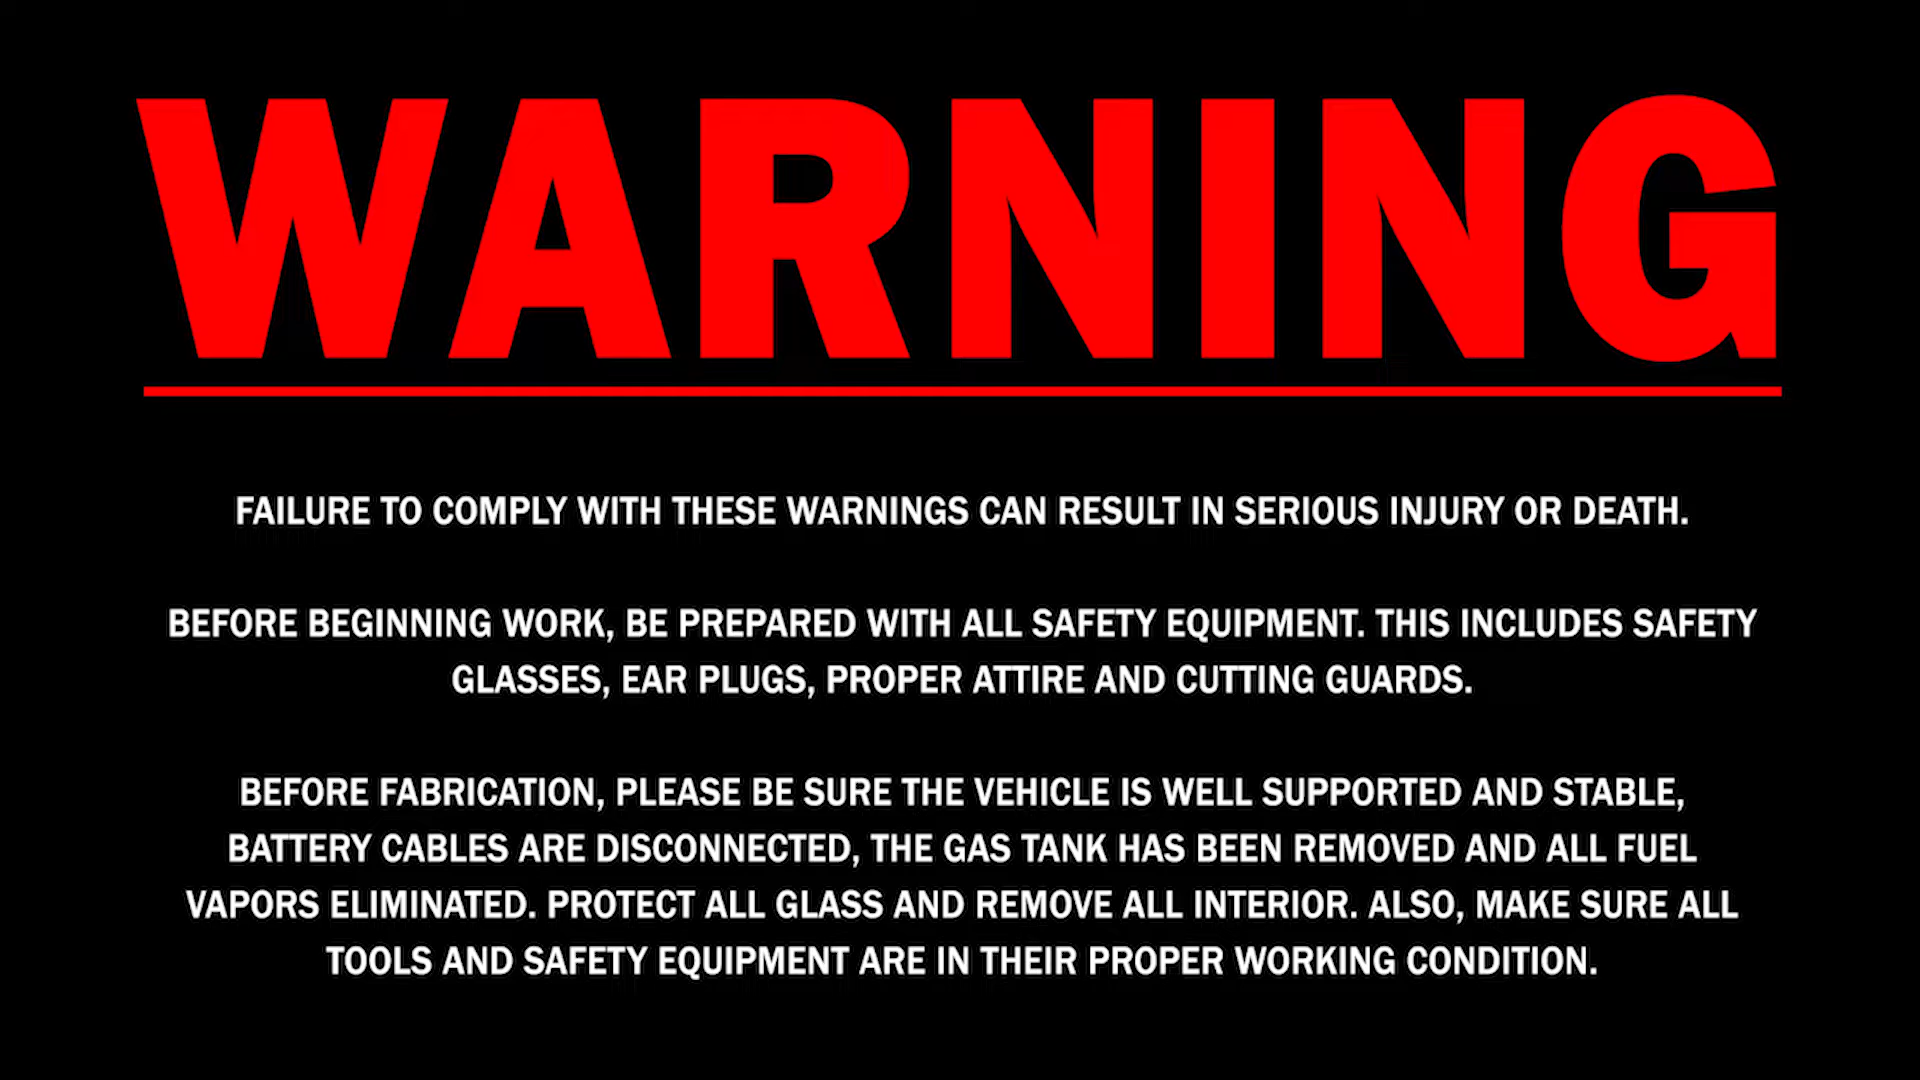 WARNING
FAILURE TO COMPLY WITH THESE WARNINGS CAN RESULT IN SERIOUS INJURY OR DEATH.
BEFORE BEGINNING WORK, BE PREPARED WITH ALL SAFETY EQUIPMENT. THIS INCLUDES SAFETY
GLASSES, EAR PLUGS, PROPER ATTIRE AND CUTTING GUARDS.
BEFORE FABRICATION, PLEASE BE SURE THE VEHICLE IS WELL SUPPORTED AND STABLE,
BATTERY CABLES ARE DISCONNECTED, THE GAS TANK HAS BEEN REMOVED AND ALL FUEL
VAPORS ELIMINATED. PROTECT ALL GLASS AND REMOVE ALL INTERIOR. ALSO, MAKE SURE ALL
TOOLS AND SAFETY EQUIPMENT ARE IN THEIR PROPER WORKING CONDITION.